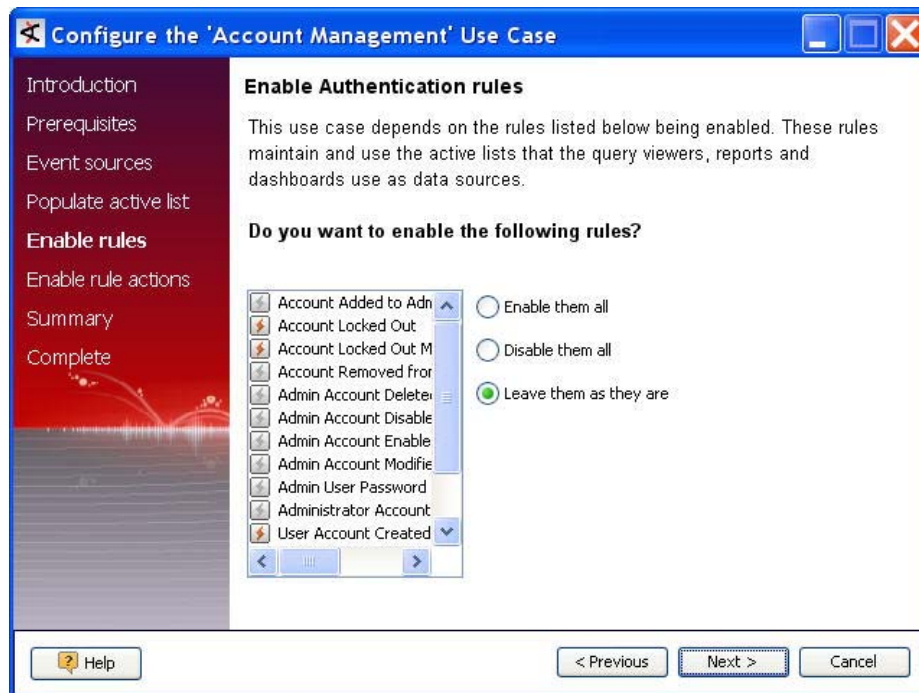 Configure the 'Account Management' Use Case
Introduction
Prerequisites
Event sources
Populate active list
Enable rules
Enable rule actions
Summary
Complete
Enable Authentication rules
This use case depends on the rules listed below being enabled. These rules
maintain and use the active lists that the query viewers, reports and
dashboards use as data sources.
Do you want to enable the following rules?
Account Added to Adn
Account Locked Out
Account Locked Out M
Account Removed from
Admin Account Delete
Admin Account Disable
Admin Account Enable
Admin Account Modifie
Admin User Password
Administrator Account
User Account Created
Enable them all
Disable them all
Leave them as they are
Help
< Previous
Next >
Cancel